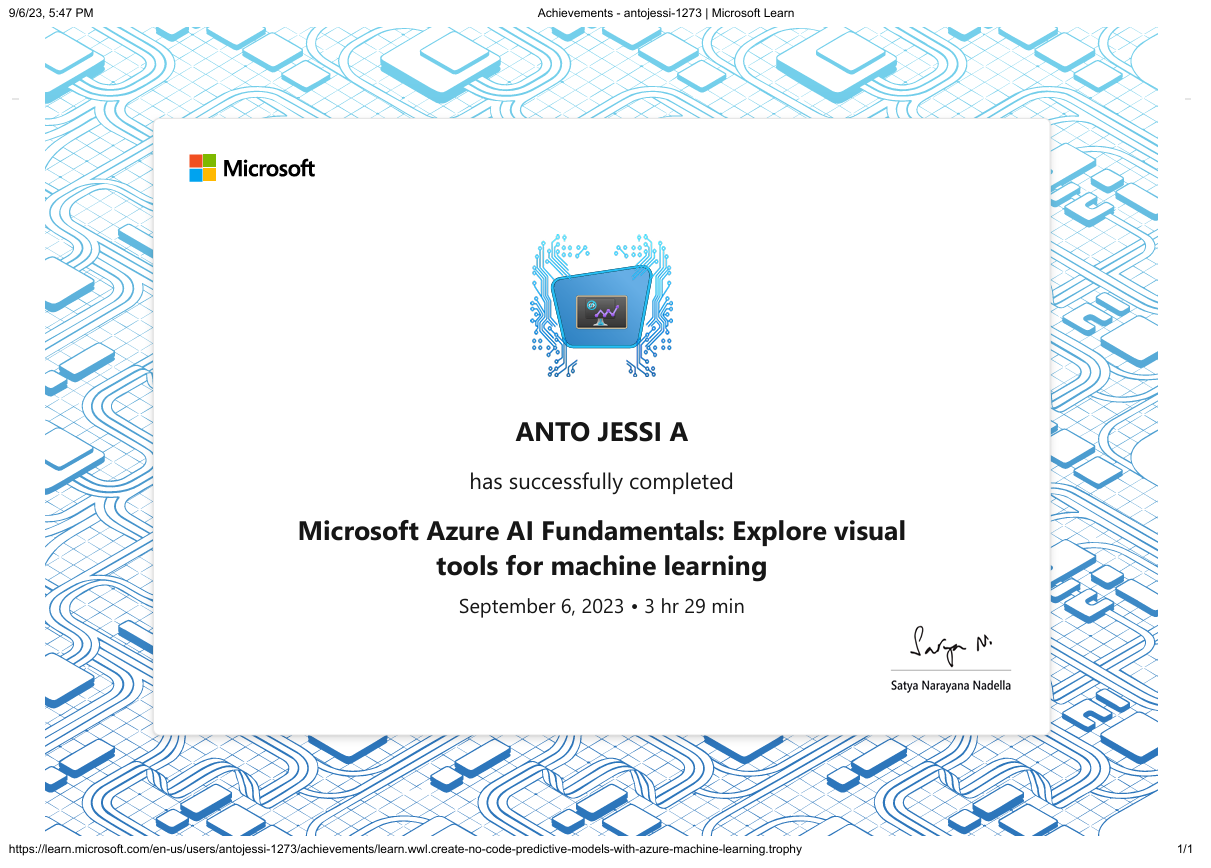 9/6/23, 5:47 PM Achievements - antojessi-1273 | Microsoft Learn
Microsoft
ANTO JESSI A
has successfully completed
Microsoft Azure AI Fundamentals: Explore visual
tools for machine learning
September 6, 2023 • 3 hr 29 min
Satya N.
Satya Narayana Nadella
https://learn.microsoft.com/en-us/users/antojessi-1273/achievements/learn.wwl.create-no-code-predictive-models-with-azure-machine-learning.trophy 1/1